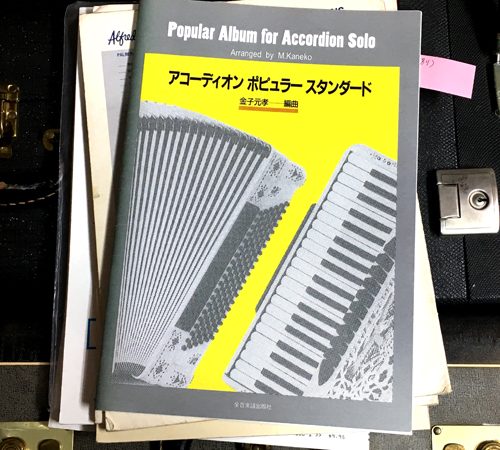 Popular Album for Accordion Solo
Arranged by M.Kaneko
アコーディオン ポピュラー スタンダード
金子元孝──編曲
全音楽譜出版社
Alfred